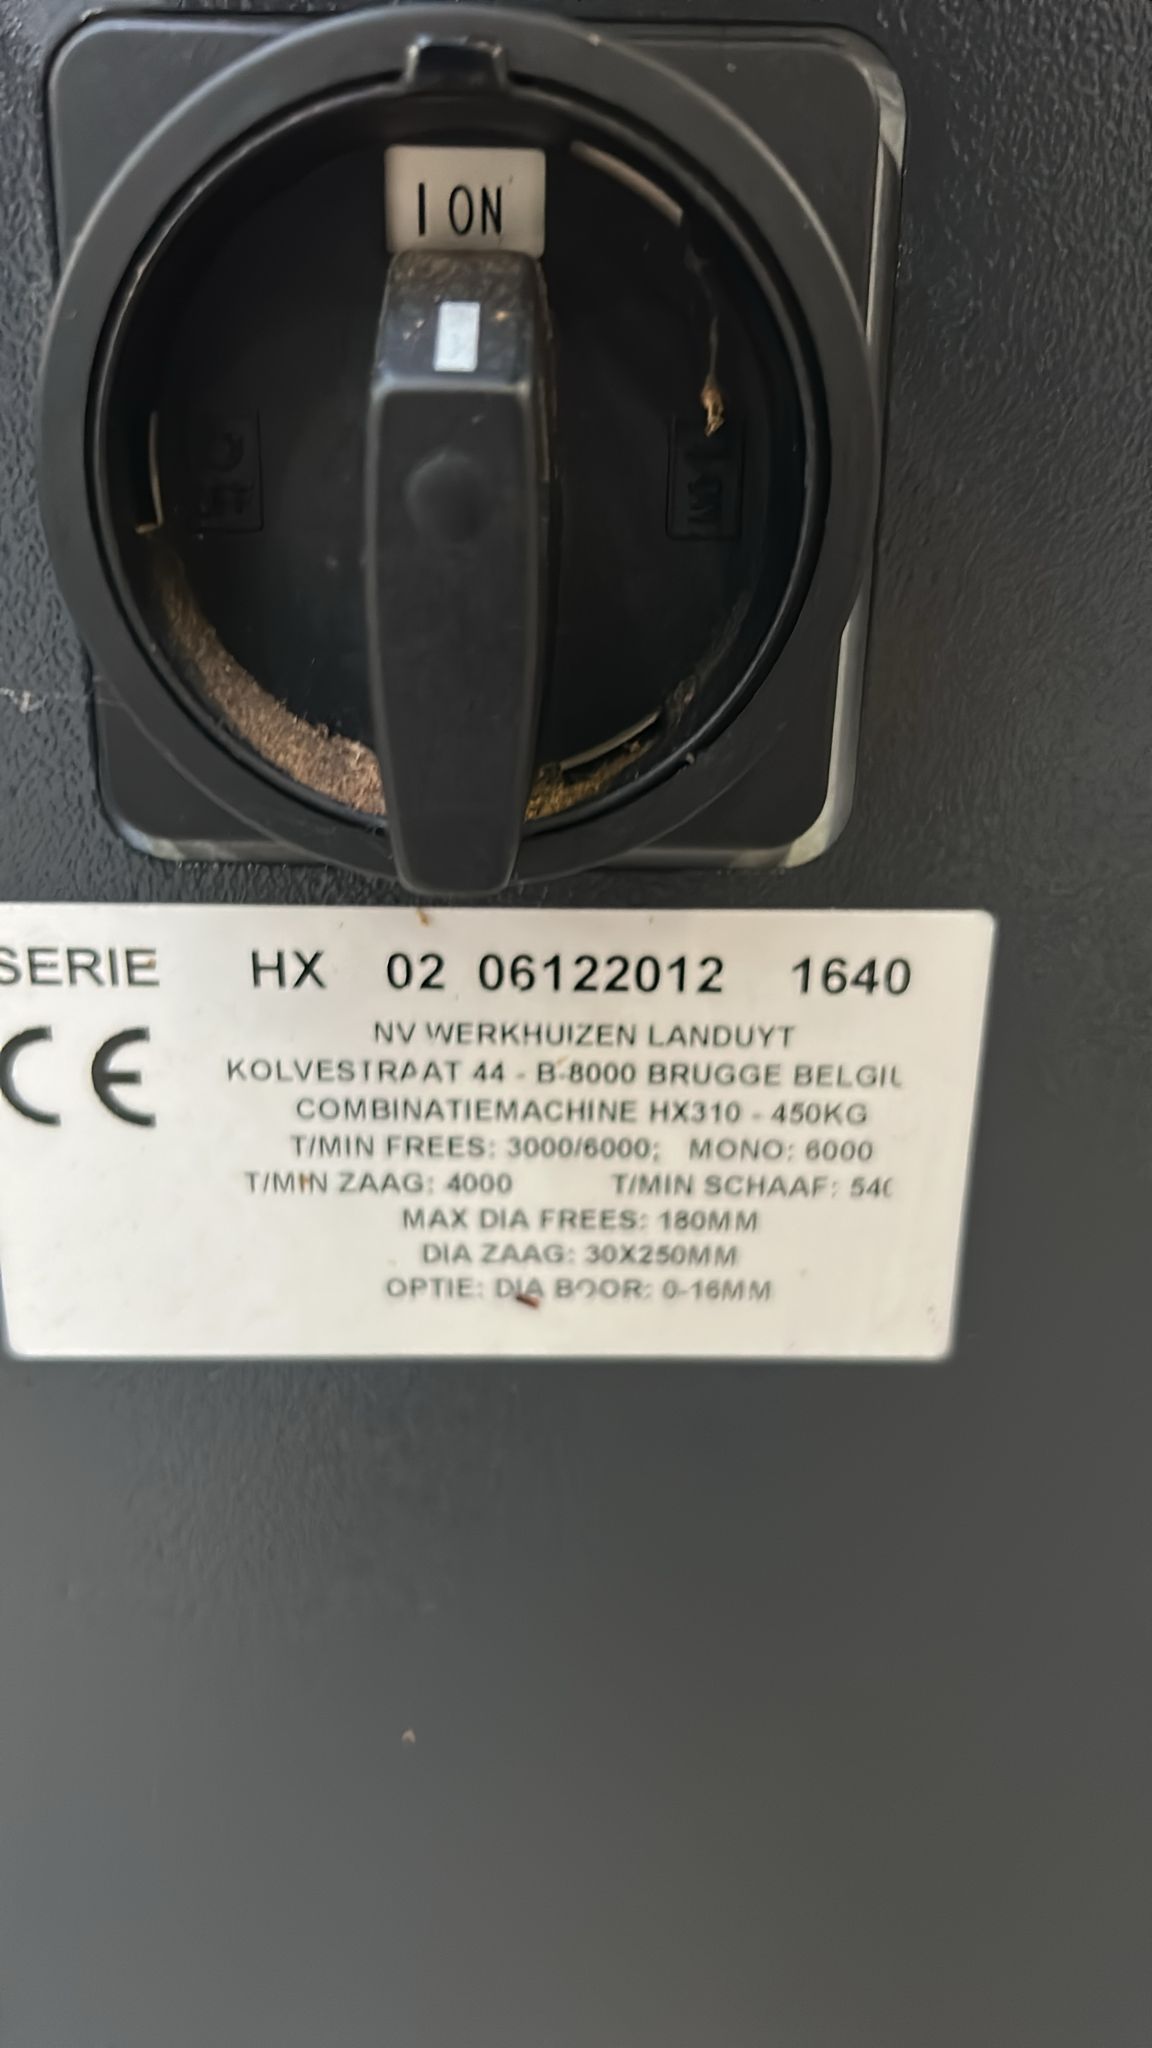 I ON
SERIE HX 02 06122012 1640
CE
NV WERKHUIZEN LANDUYT
KOLVESTRAAT 44 - B-8000 BRUGGE
COMBINATIEMACHINE HX310 - 450KG
T/MIN FREES: 3000/6000; MONO: 6000
T/MIN ZAAG: 4000 T/MIN SCHAAF:
MAX DIA FREES: 180MM
DIA ZAAG: 30X250MM
OPTIE: DIA BOOR: 0-16MM